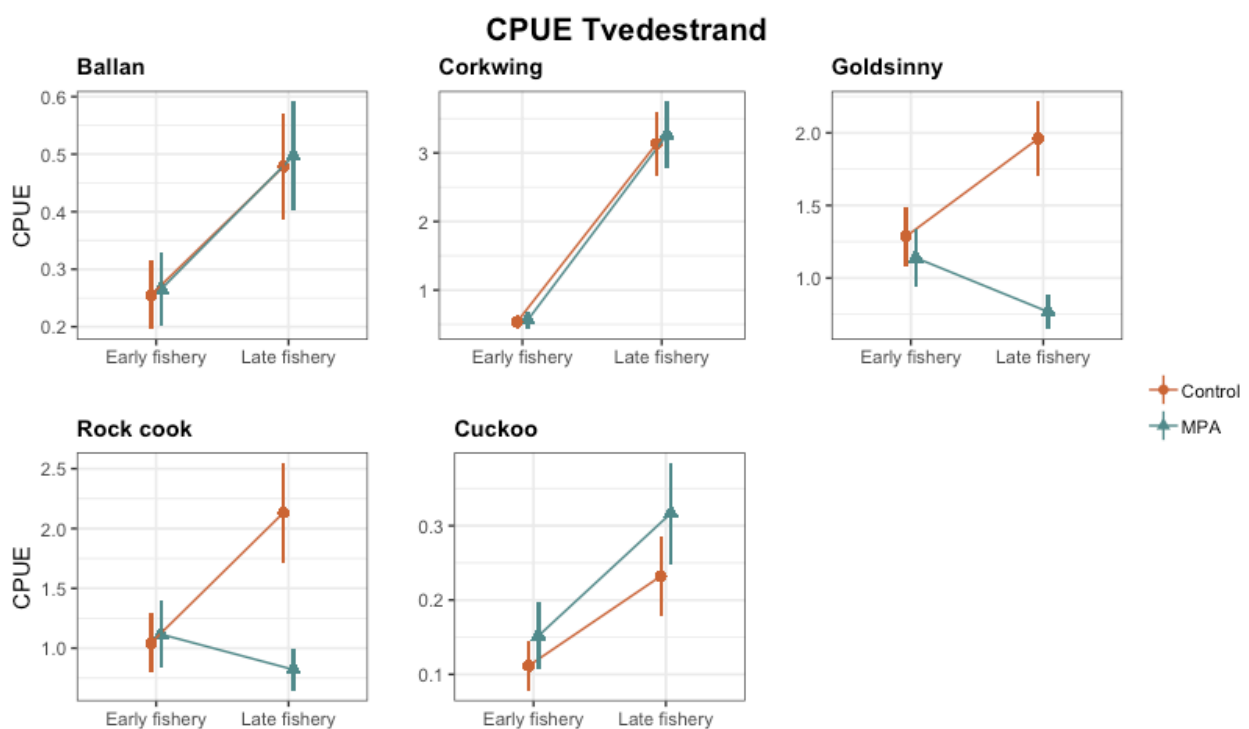 CPUE Tvedestrand
Ballan
Corkwing
Goldsinny
CPUE
0.6
0.5
0.4
0.3
0.2
3
2
1
2.0
1.5
1.0
Early fishery
Late fishery
Early fishery
Late fishery
Early fishery
Late fishery
Control
MPA
Rock cook
Cuckoo
CPUE
2.5
2.0
1.5
1.0
0.3
0.2
0.1
Early fishery
Late fishery
Early fishery
Late fishery